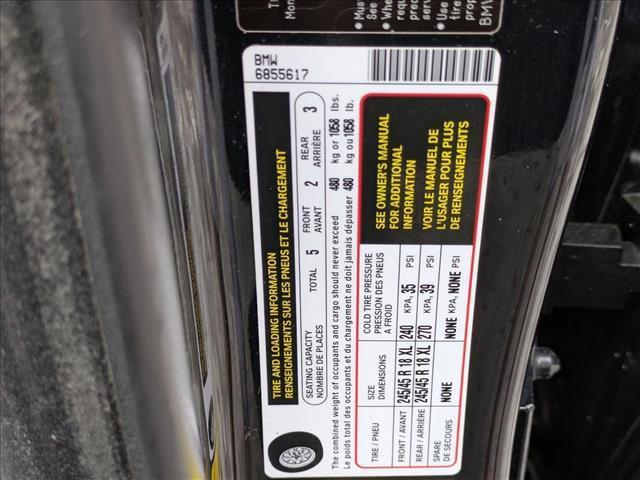 BMW
6855617
TIRE AND LOADING INFORMATION
RENSEIGNEMENTS SUR LES PNEUS ET LE CHARGEMENT
SEATING CAPACITY
NOMBRE DE PLACES
TOTAL 5 FRONT AVANT 2 REAR ARRIÈRE 3
The combined weight of occupants and cargo should never exceed 480 kg or 1058 lbs.
Le poids total des occupants et du chargement ne doit jamais dépasser 480 kg ou 1058 lb.
TIRE / PNEU
SIZE
DIMENSIONS
COLD TIRE PRESSURE
PRESSION DES PNEUS
A FROID
FRONT / AVANT 245/45 R 18 XL 240 KPA, 35 PSI
REAR / ARRIÈRE 245/45 R 18 XL 270 KPA, 39 PSI
SPARE
DE SECOURS
NONE NONE KPA, NONE PSI
SEE OWNER'S MANUAL
FOR ADDITIONAL
INFORMATION
VOIR LE MANUEL DE
L'USAGER POUR PLUS
DE RENSEIGNEMENTS